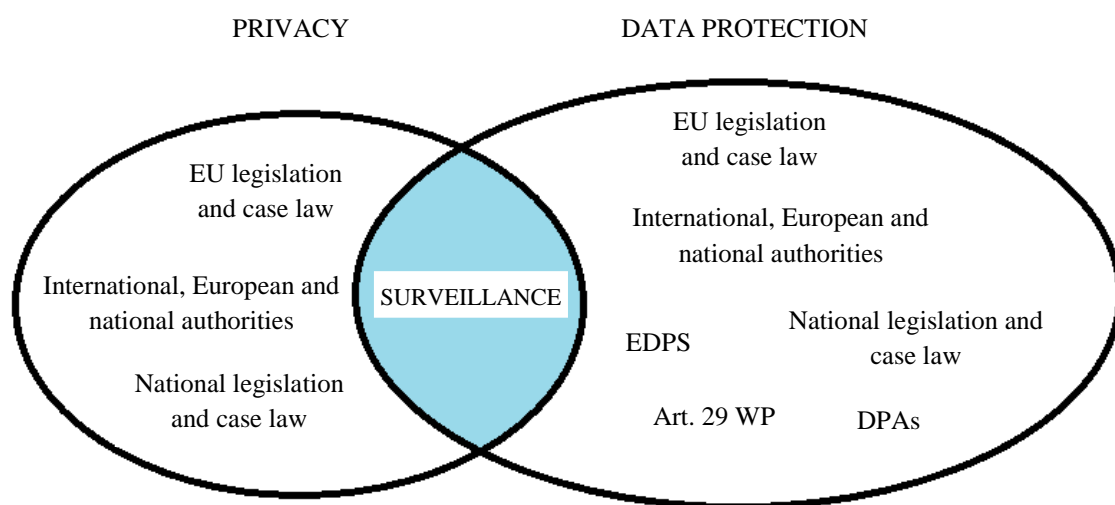 PRIVACY
DATA PROTECTION
EU legislation
and case law
International, European and
national authorities
National legislation
and case law
SURVEILLANCE
EU legislation
and case law
International, European and
national authorities
National legislation and
case law
EDPS
Art. 29 WP
DPAs